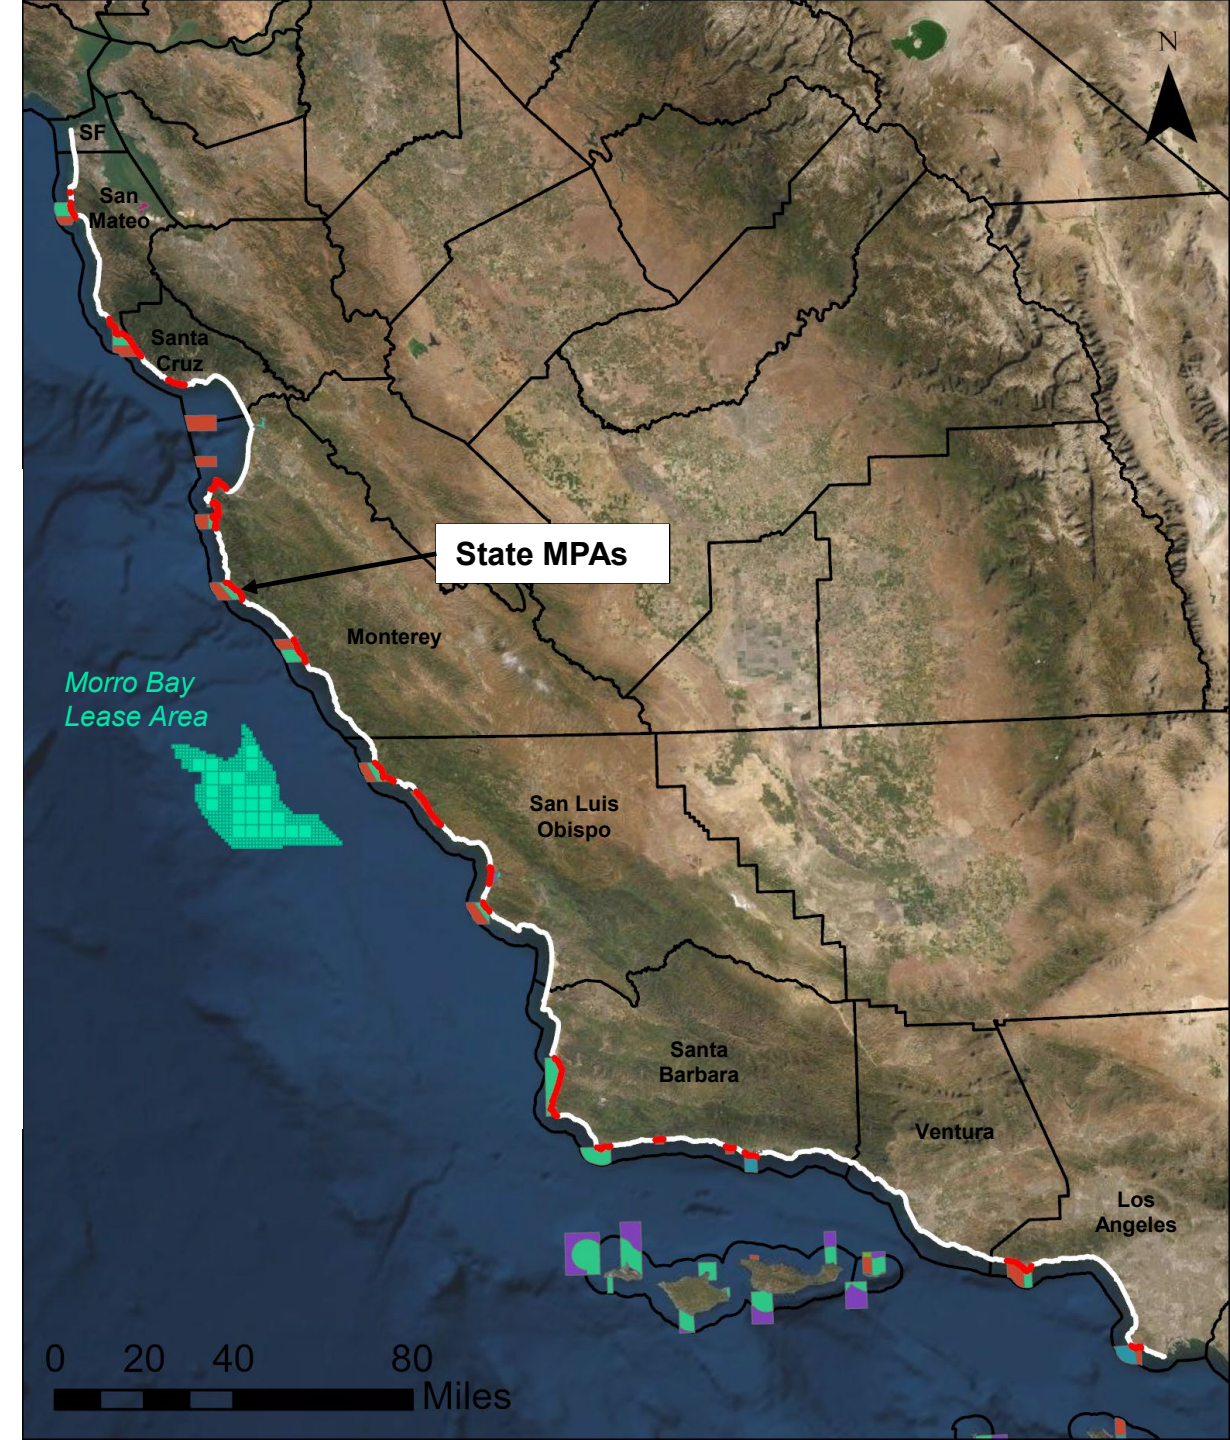 N
SF
San
Mateo
Santa
Cruz
State MPAs
Monterey
Morro Bay
Lease Area
San Luis
Obispo
Santa
Barbara
Ventura
Los
Angeles
0 20 40 80
Miles